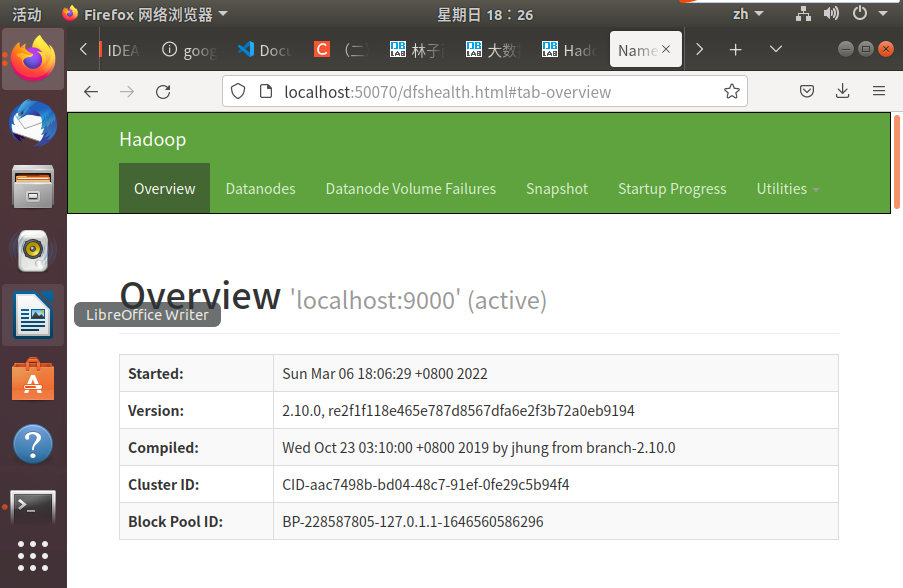 活动
Firefox 网络浏览器
星期日 18：26
zh
IDEA
goog
Docu
（二
林子
大数
Hado
Name
localhost:50070/dfshealth.html#tab-overview
Hadoop
Overview
Datanodes
Datanode Volume Failures
Snapshot
Startup Progress
Utilities
Overview 'localhost:9000' (active)
LibreOffice Writer
Started: Sun Mar 06 18:06:29 +0800 2022
Version: 2.10.0, re2f1f118e465e787d8567dfa6e2f3b72a0eb9194
Compiled: Wed Oct 23 03:10:00 +0800 2019 by jhung from branch-2.10.0
Cluster ID: CID-aac7498b-bd04-48c7-91ef-0fe29c5b94f4
Block Pool ID: BP-228587805-127.0.1.1-1646560586296